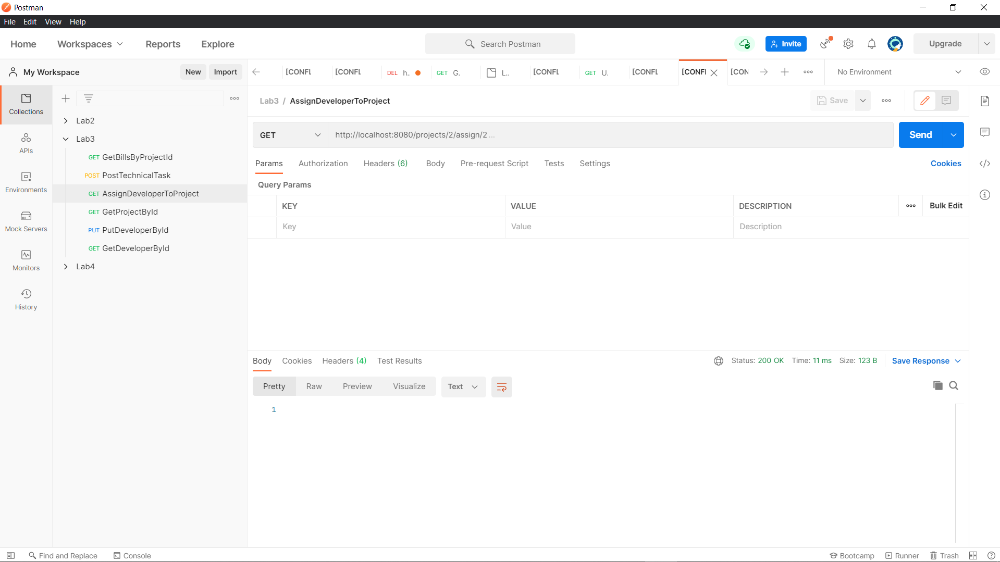 Postman
File Edit View Help
Home Workspaces Reports Explore Search Postman Invite Upgrade
My Workspace New Import [CONFL [CONFL DEL h.. GET G. L.. [CONFL GET U. [CONFL [CONFL [CON No Environment
Collections
APIs
Environments
Mock Servers
Monitors
History
Lab2
Lab3
GET GetBillsByProjectId
POST PostTechnicalTask
GET AssignDeveloperToProject
GET GetProjectById
PUT PutDeveloperById
GET GetDeveloperById
Lab4
Lab3 / AssignDeveloperToProject Save
GET http://localhost:8080/projects/2/assign/2 ... Send
Params Authorization Headers (6) Body Pre-request Script Tests Settings Cookies
Query Params
KEY VALUE DESCRIPTION Bulk Edit
Key Value Description
Body Cookies Headers (4) Test Results Status: 200 OK Time: 11 ms Size: 123 B Save Response
Pretty Raw Preview Visualize Text
1
Find and Replace Console Bootcamp Runner Trash